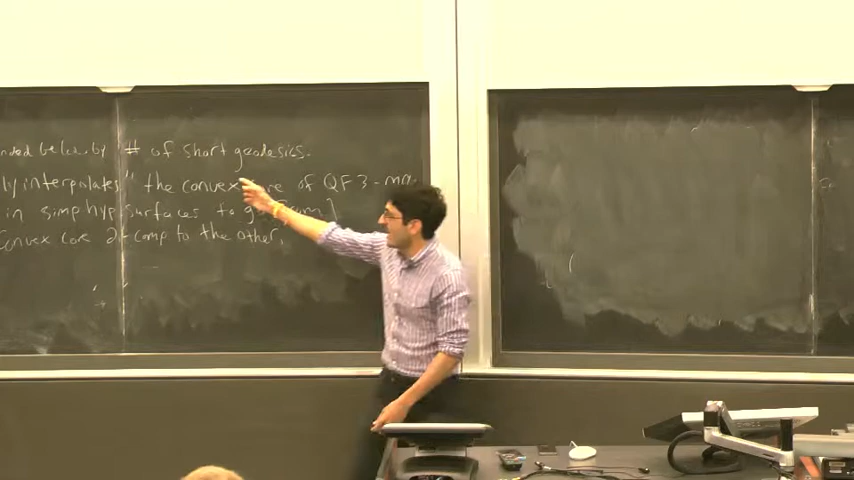 nded below by # of short geodesics.
ly interpolates" the convex core of QF 3-m
in simp hyp surfaces to g
Convex core ∂-comp to the other,